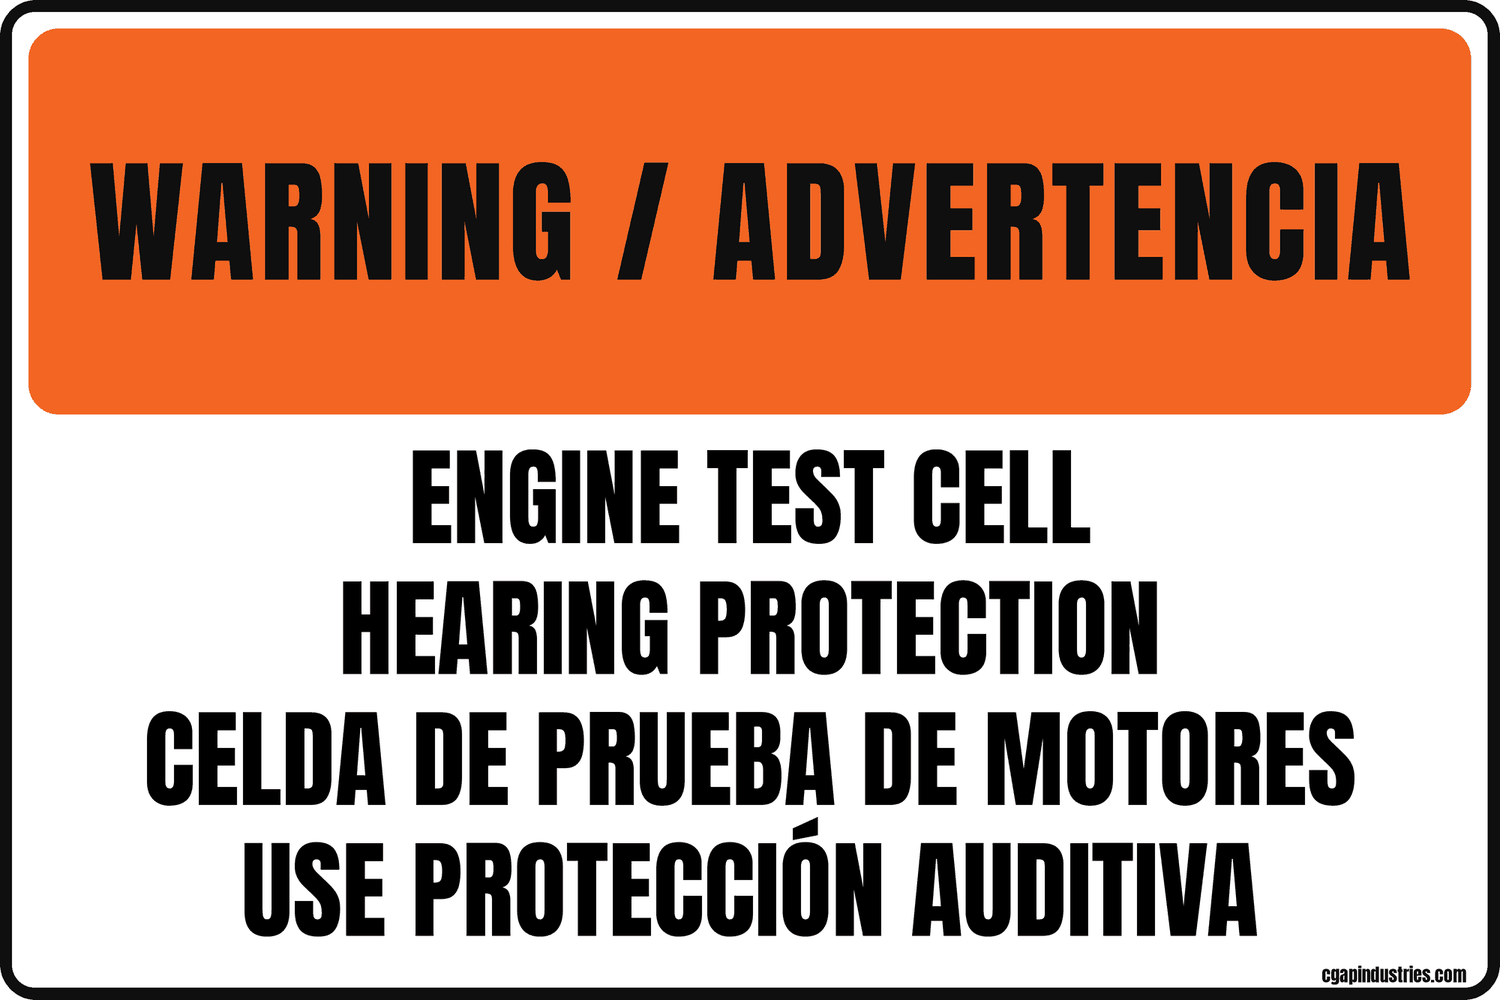 WARNING / ADVERTENCIA
ENGINE TEST CELL
HEARING PROTECTION
CELDA DE PRUEBA DE MOTORES
USE PROTECCIÓN AUDITIVA
cgapindustries.com